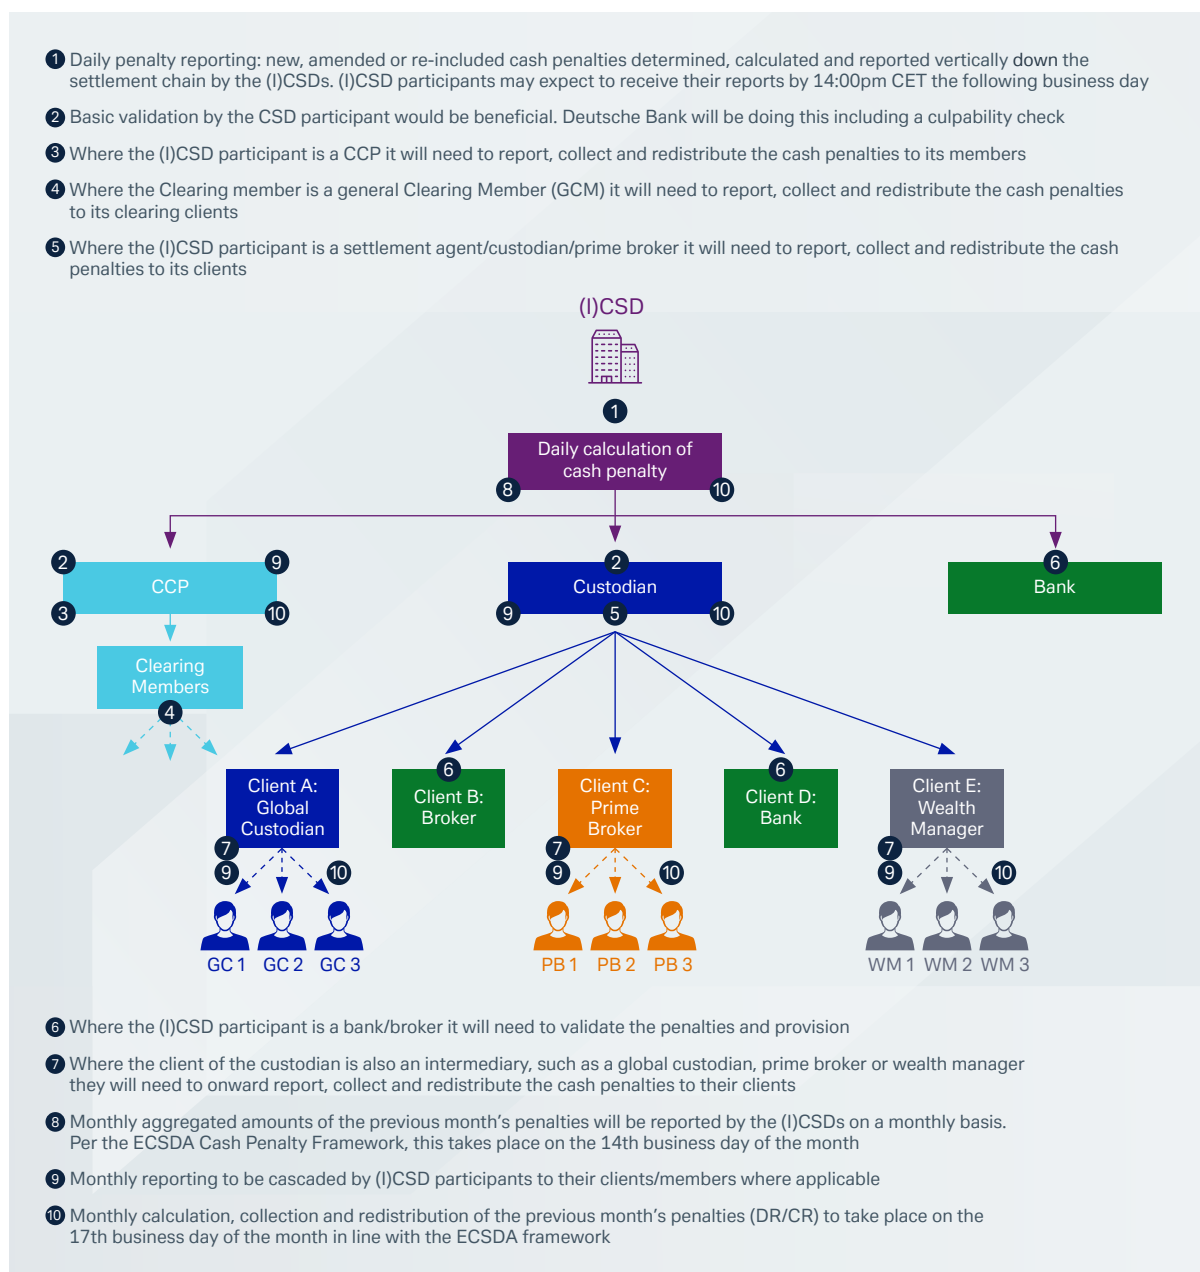 1 Daily penalty reporting: new, amended or re-included cash penalties determined, calculated and reported vertically down the
settlement chain by the (I)CSDs. (I)CSD participants may expect to receive their reports by 14:00pm CET the following business day
2 Basic validation by the CSD participant would be beneficial. Deutsche Bank will be doing this including a culpability check
3 Where the (I)CSD participant is a CCP it will need to report, collect and redistribute the cash penalties to its members
4 Where the Clearing member is a general Clearing Member (GCM) it will need to report, collect and redistribute the cash penalties
to its clearing clients
5 Where the (I)CSD participant is a settlement agent/custodian/prime broker it will need to report, collect and redistribute the cash
penalties to its clients
(I)CSD
1
Daily calculation of
cash penalty
8 10
2 9
CCP
3 10
2
Custodian
9 5 10
6
Bank
Clearing
Members
4
Client A:
Global
Custodian
7
9 10
GC 1 GC 2 GC 3
6
Client B:
Broker
Client C:
Prime
Broker
7
9 10
PB 1 PB 2 PB 3
6
Client D:
Bank
Client E:
Wealth
Manager
7
9 10
WM 1 WM 2 WM 3
6 Where the (I)CSD participant is a bank/broker it will need to validate the penalties and provision
7 Where the client of the custodian is also an intermediary, such as a global custodian, prime broker or wealth manager
they will need to onward report, collect and redistribute the cash penalties to their clients
8 Monthly aggregated amounts of the previous month's penalties will be reported by the (I)CSDs on a monthly basis.
Per the ECSDA Cash Penalty Framework, this takes place on the 14th business day of the month
9 Monthly reporting to be cascaded by (I)CSD participants to their clients/members where applicable
10 Monthly calculation, collection and redistribution of the previous month's penalties (DR/CR) to take place on the
17th business day of the month in line with the ECSDA framework